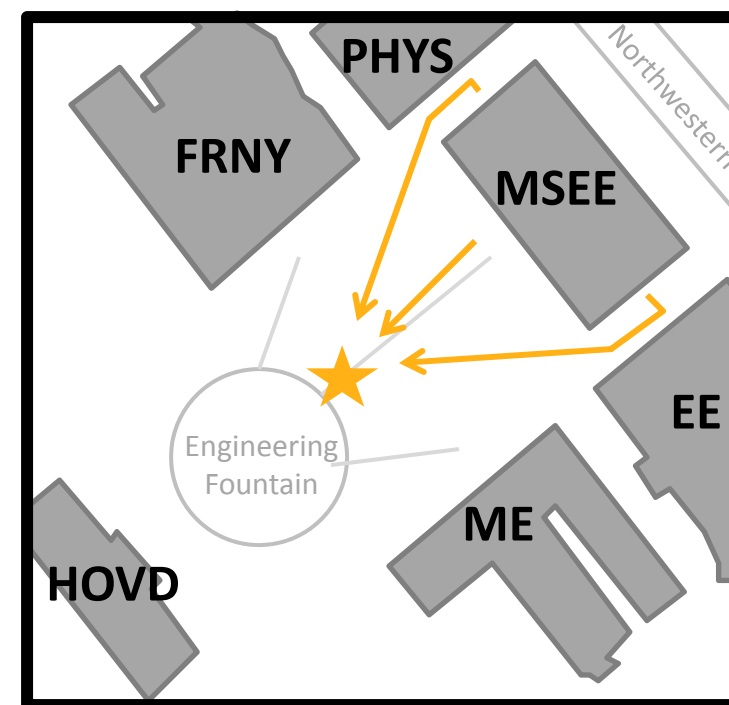 PHYS
Northwestern
FRNY
MSEE
EE
Engineering
Fountain
ME
HOVD